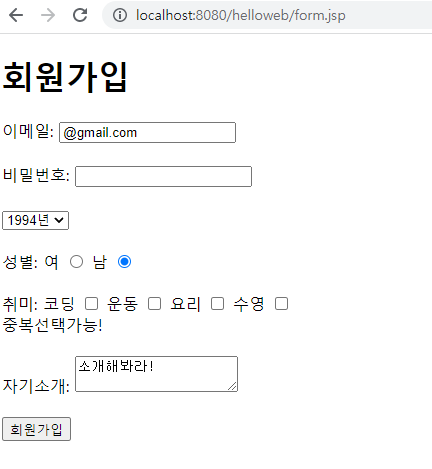 localhost:8080/helloweb/form.jsp
회원가입
이메일: @gmail.com
비밀번호:
1994년
성별: 여 남
취미: 코딩 운동 요리 수영
중복선택가능!
자기소개: 소개해봐라!
회원가입